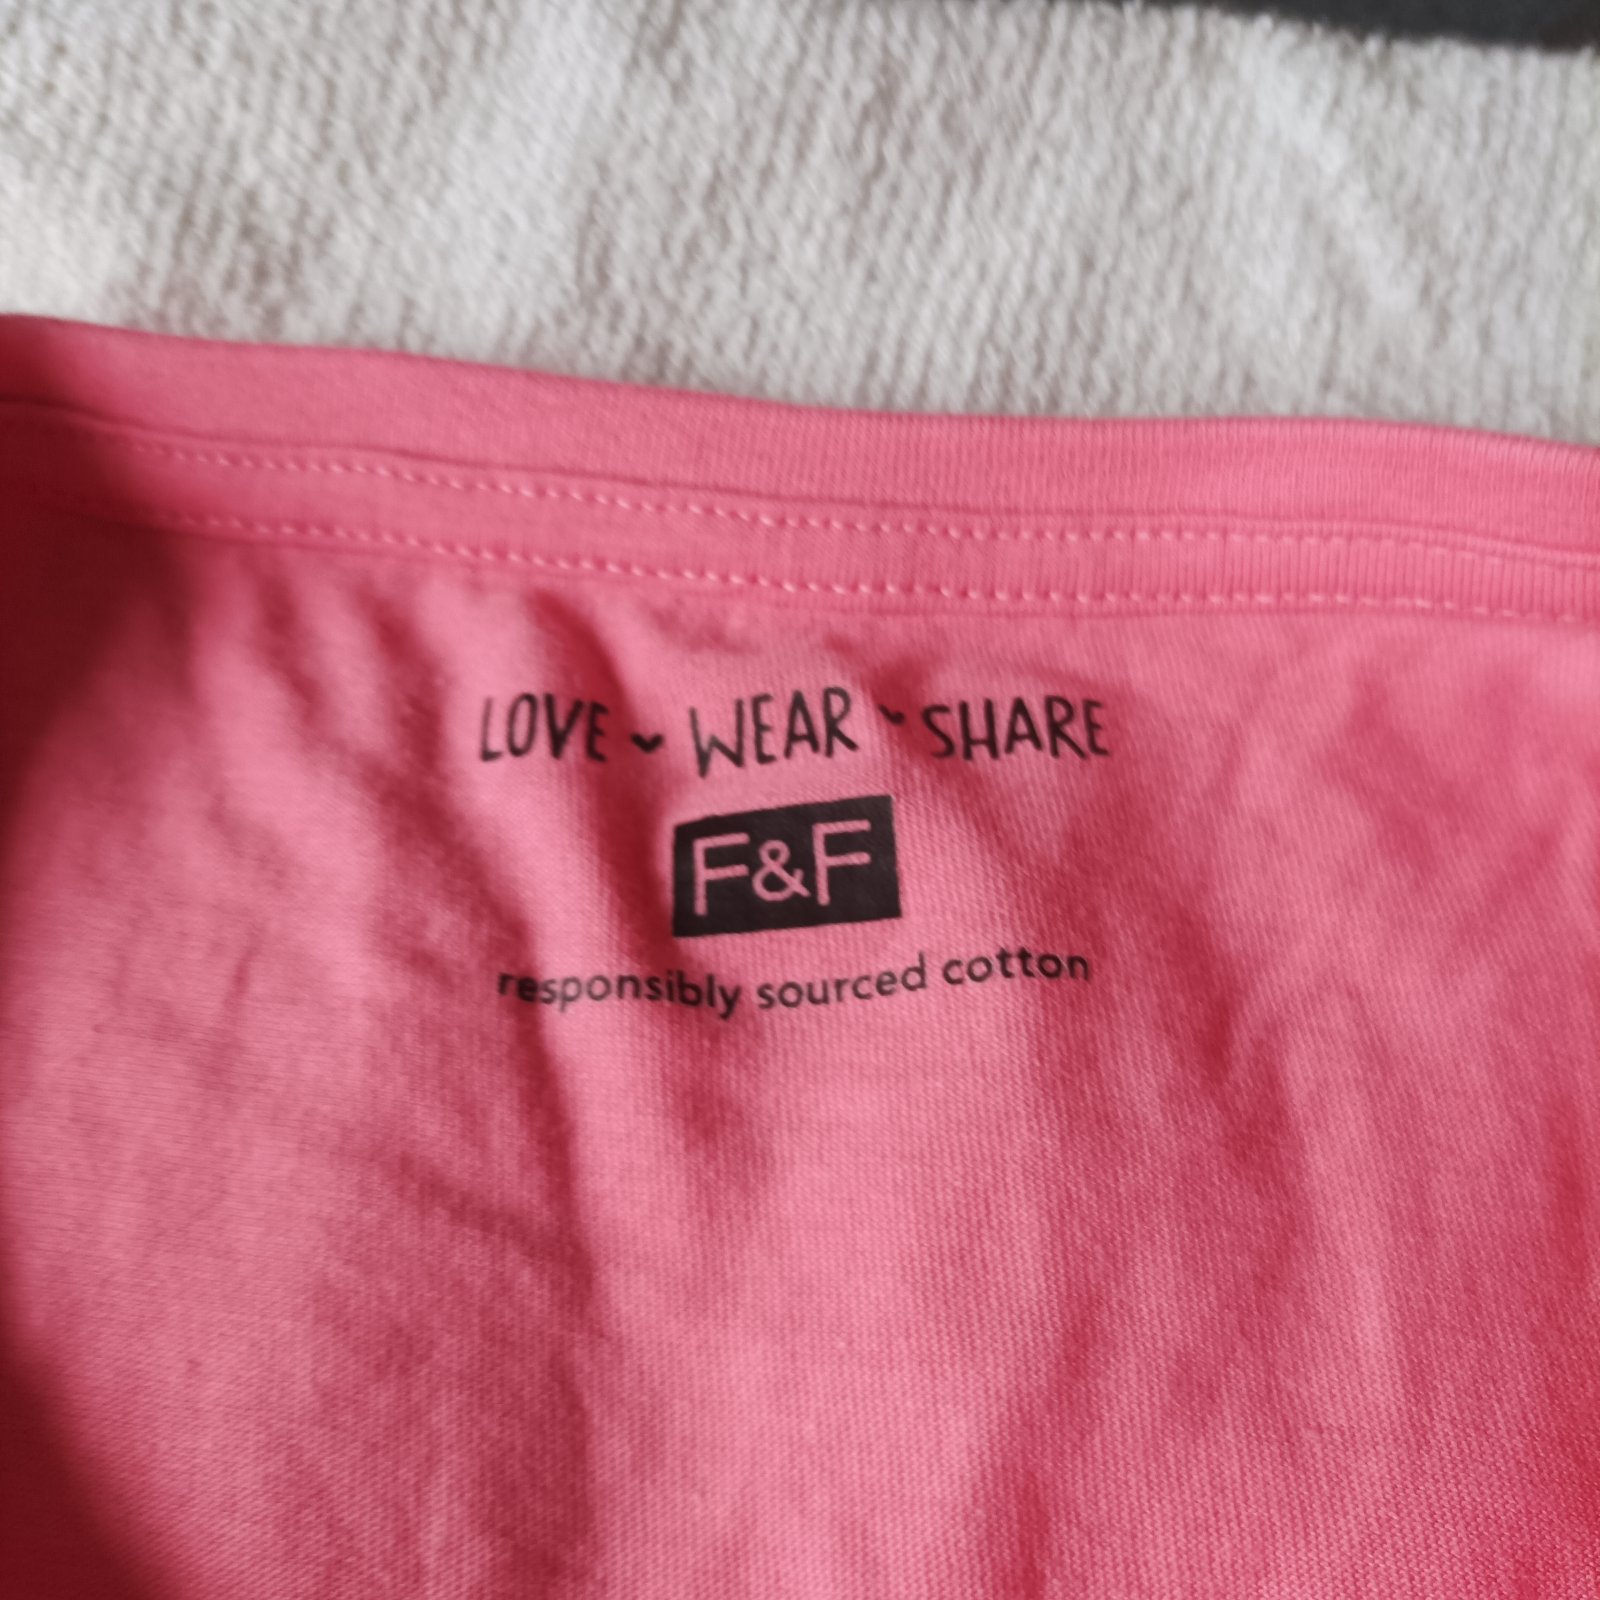 LOVE WEAR SHARE
F&F
responsibly sourced cotton